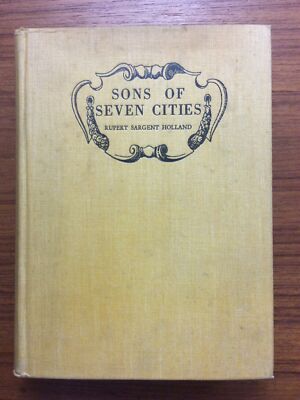 SONS OF
SEVEN CITIES
RUPERT SARGENT HOLLAND